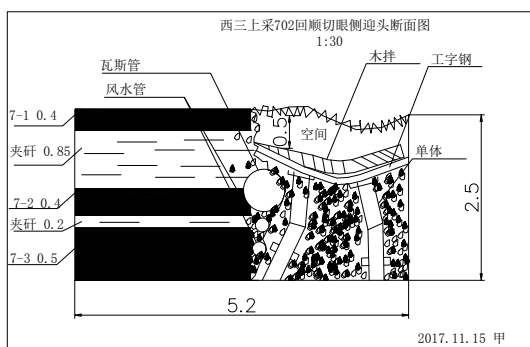 西三上采702回顺切眼侧迎头断面图
1:30
瓦斯管
木拌
工字钢
风水管
7-1 0.4
0.5
空间
夹矸 0.85
单体
7-2 0.4
2.5
夹矸 0.2
7-3 0.5
5.2
2017.11.15 甲